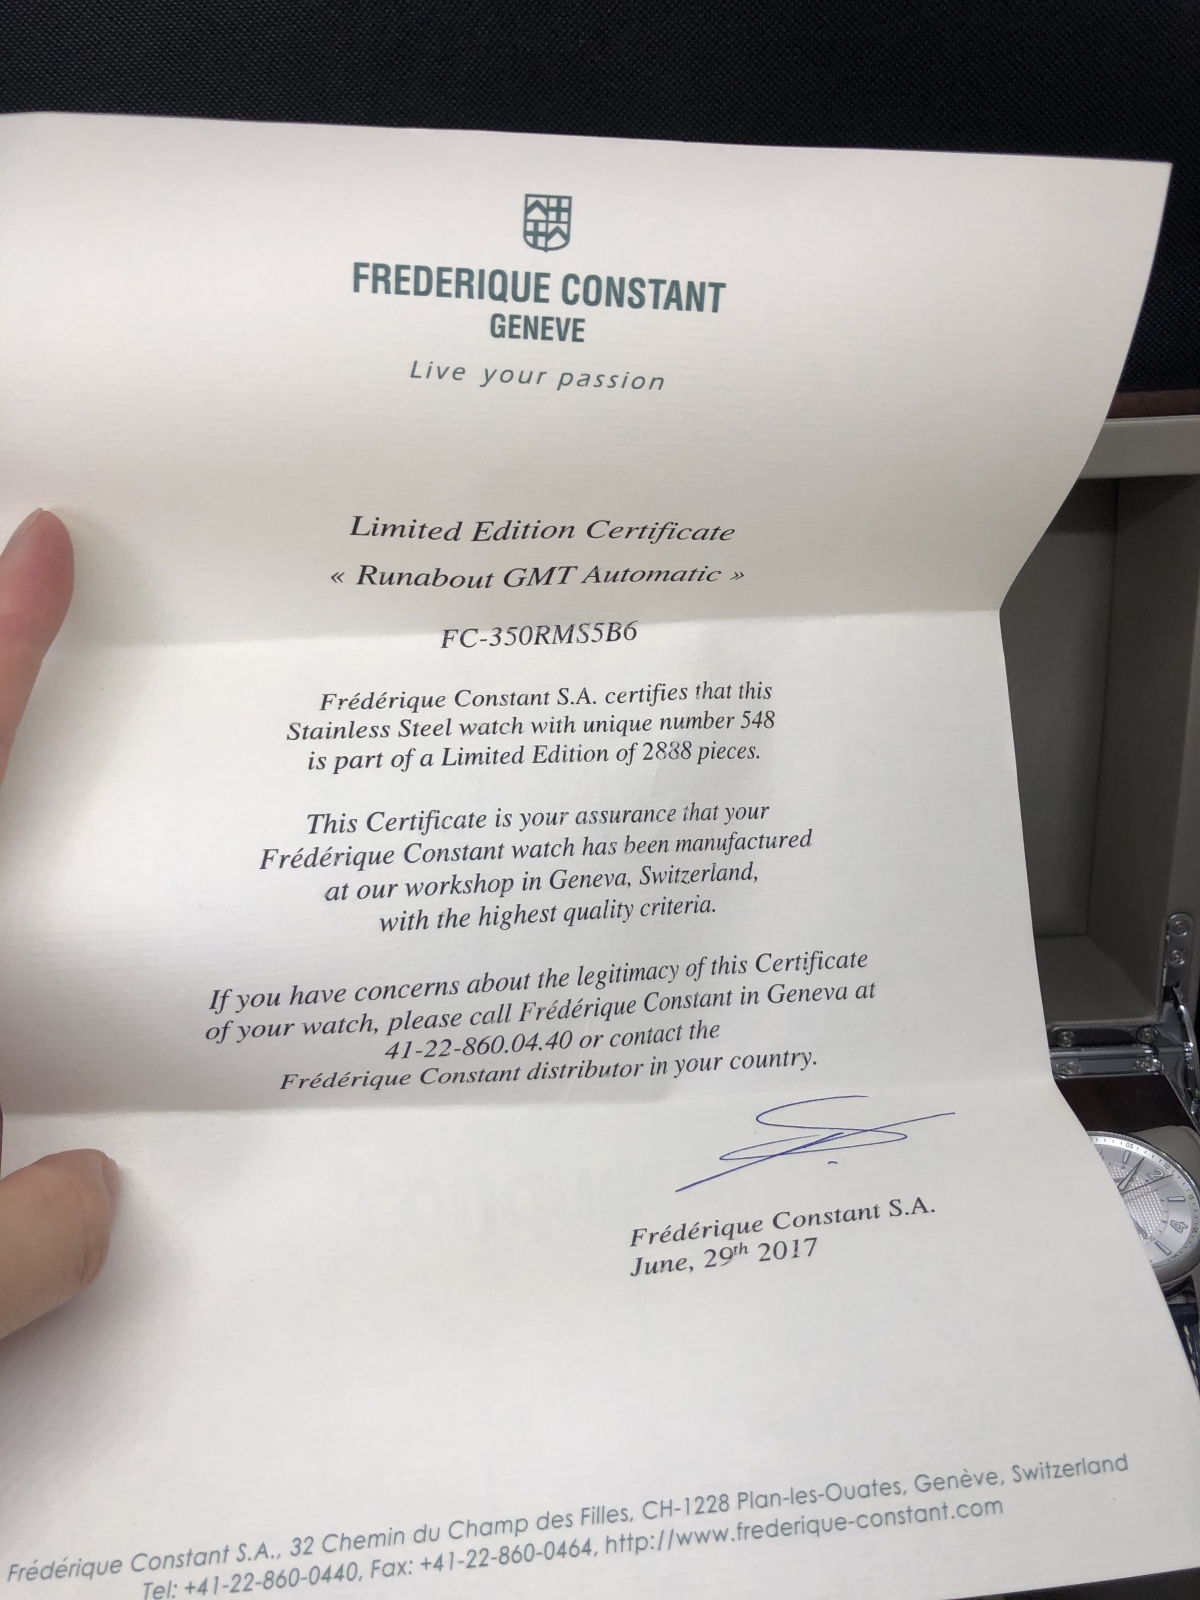 FREDERIQUE CONSTANT
GENEVE
Live your passion
Limited Edition Certificate
« Runabout GMT Automatic »
FC-350RMS5B6
Frédérique Constant S.A. certifies that this
Stainless Steel watch with unique number 548
is part of a Limited Edition of 2888 pieces.
This Certificate is your assurance that your
Frédérique Constant watch has been manufactured
at our workshop in Geneva, Switzerland,
with the highest quality criteria.
If you have concerns about the legitimacy of this Certificate
of your watch, please call Frédérique Constant in Geneva at
41-22-860.04.40 or contact the
Frédérique Constant distributor in your country.
Frédérique Constant S.A.
June, 29th 2017
Frédérique Constant S.A., 32 Chemin du Champ des Filles, CH-1228 Plan-les-Ouates, Genève, Switzerland
Tel: +41-22-860-0440, Fax: +41-22-860-0464, http://www.frederique-constant.com